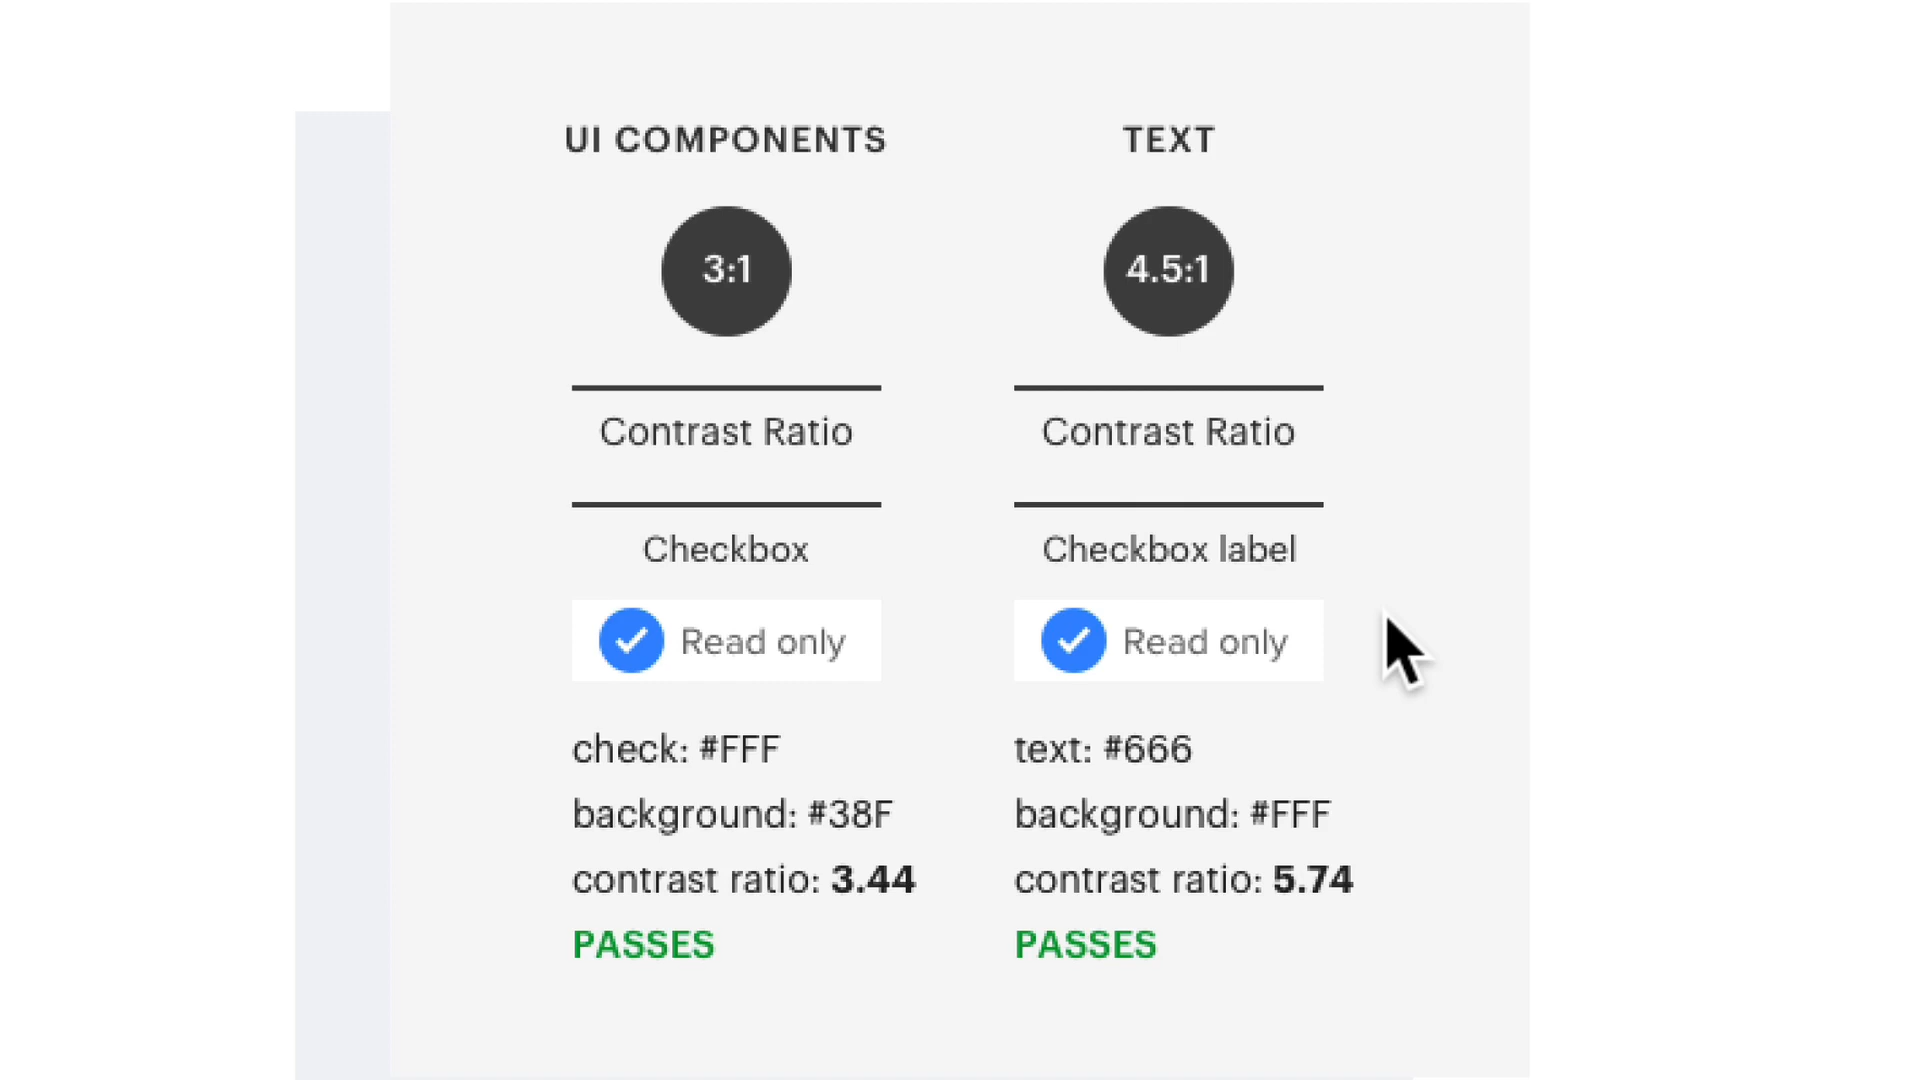 UI COMPONENTS
3:1
Contrast Ratio
Checkbox
Read only
check: #FFF
background: #38F
contrast ratio: 3.44
PASSES
TEXT
4.5:1
Contrast Ratio
Checkbox label
Read only
text: #666
background: #FFF
contrast ratio: 5.74
PASSES